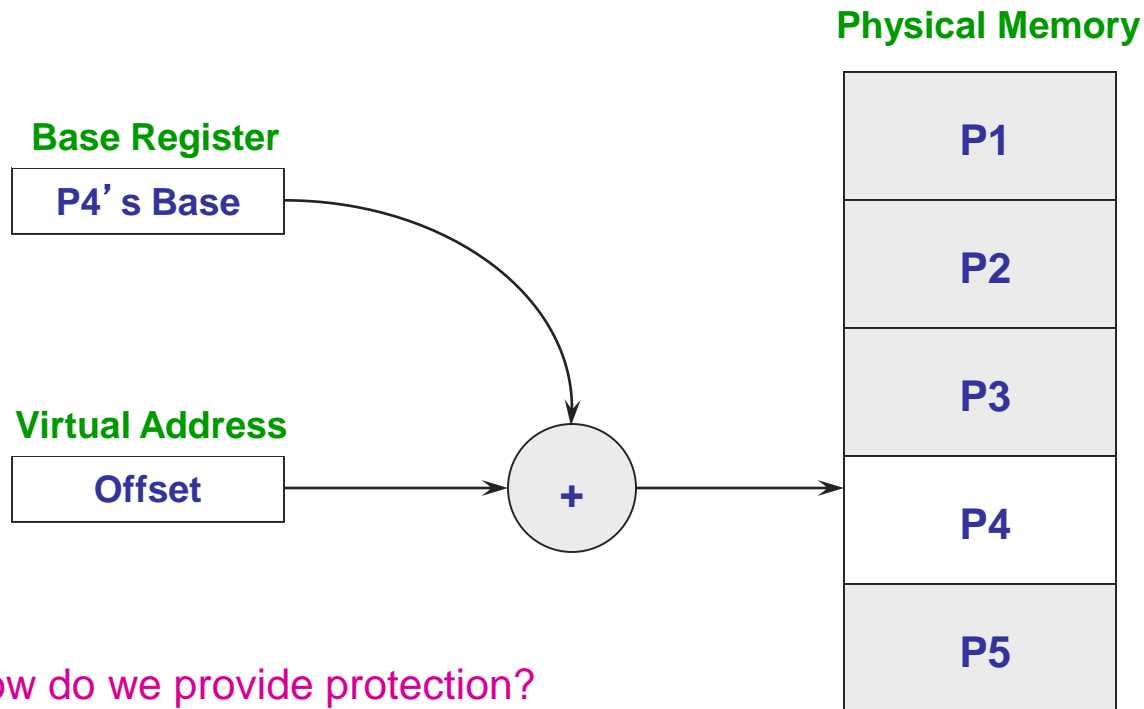 Physical Memory
Base Register
P4's Base
Virtual Address
Offset
+
P1
P2
P3
P4
P5
do we provide protection?